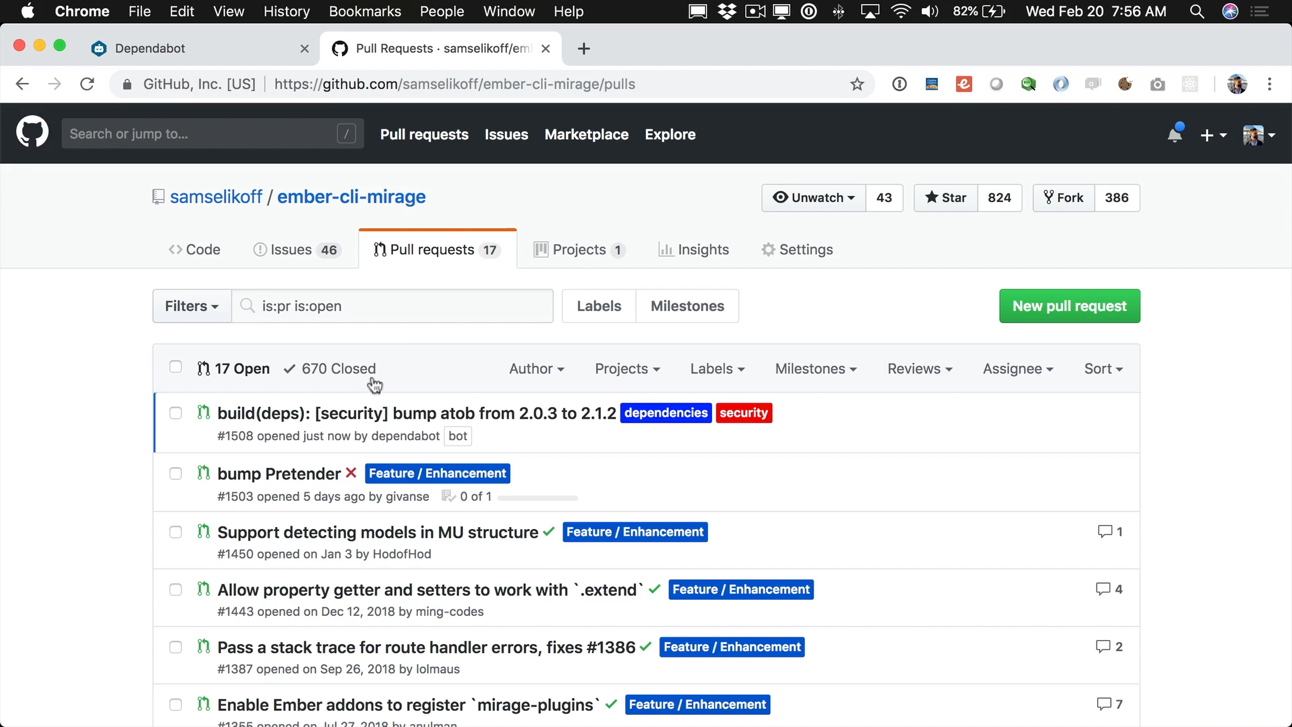 Chrome File Edit View History Bookmarks People Window Help 82% Wed Feb 20 7:56 AM
Dependabot Pull Requests · samselikoff/em
GitHub, Inc. [US] https://github.com/samselikoff/ember-cli-mirage/pulls
Search or jump to... / Pull requests Issues Marketplace Explore
samselikoff / ember-cli-mirage Unwatch 43 Star 824 Fork 386
Code Issues 46 Pull requests 17 Projects 1 Insights Settings
Filters is:pr is:open Labels Milestones New pull request
17 Open 670 Closed Author Projects Labels Milestones Reviews Assignee Sort
build(deps): [security] bump atob from 2.0.3 to 2.1.2 dependencies security
#1508 opened just now by dependabot bot
bump Pretender Feature / Enhancement
#1503 opened 5 days ago by givanse 0 of 1
Support detecting models in MU structure Feature / Enhancement 1
#1450 opened on Jan 3 by HodofHod
Allow property getter and setters to work with `.extend` Feature / Enhancement 4
#1443 opened on Dec 12, 2018 by ming-codes
Pass a stack trace for route handler errors, fixes #1386 Feature / Enhancement 2
#1387 opened on Sep 26, 2018 by lolmaus
Enable Ember addons to register `mirage-plugins` Feature / Enhancement 7
#1355 opened on Jul 27, 2018 by